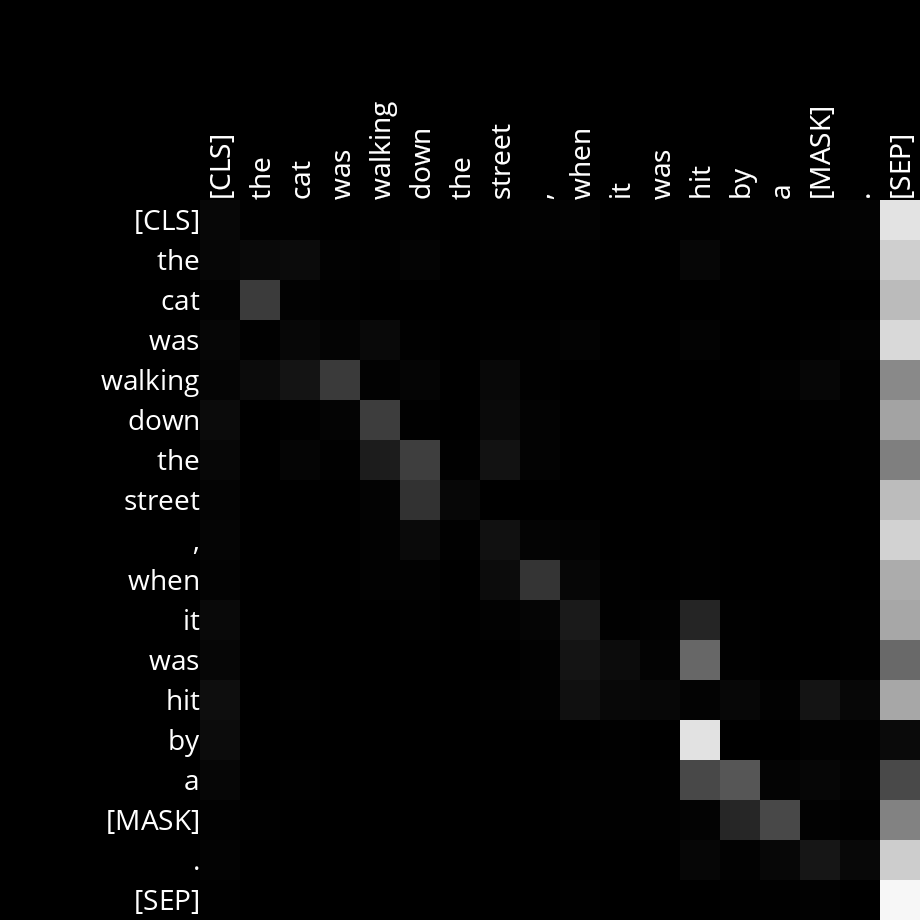 [CLS] the cat was walking down the street , when it was hit by a [MASK] . [SEP]
[CLS]
the
cat
was
walking
down
the
street
,
when
it
was
hit
by
a
[MASK]
.
[SEP]